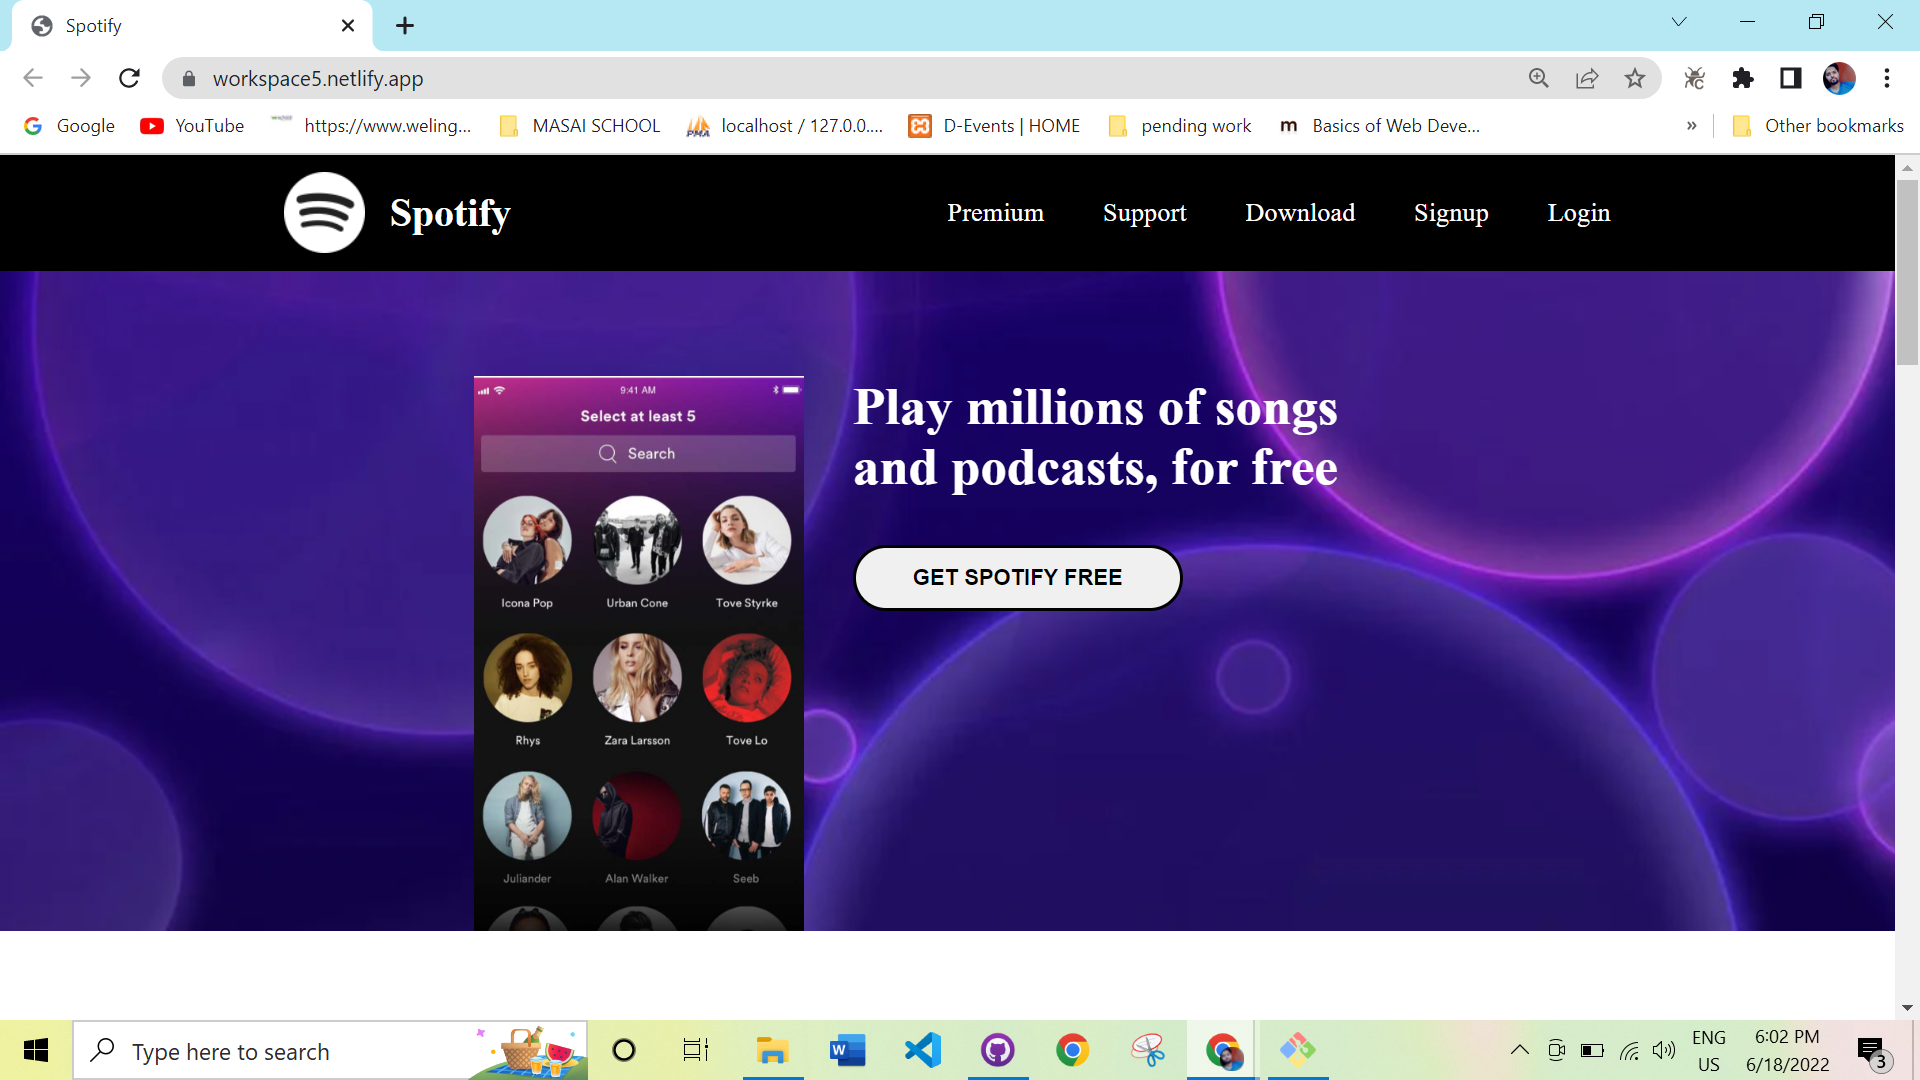 Spotify
workspace5.netlify.app
Google
YouTube
https://www.weling...
MASAI SCHOOL
PMA
localhost / 127.0.0....
D-Events | HOME
pending work
m
Basics of Web Deve...
»
Other bookmarks
Spotify
Premium
Support
Download
Signup
Login
9:41 AM
Select at least 5
Search
Icona Pop
Urban Cone
Tove Styrke
Rhys
Zara Larsson
Tove Lo
Juliander
Alan Walker
Seeb
Play millions of songs
and podcasts, for free
GET SPOTIFY FREE
Type here to search
ENG
US
6:02 PM
6/18/2022
3